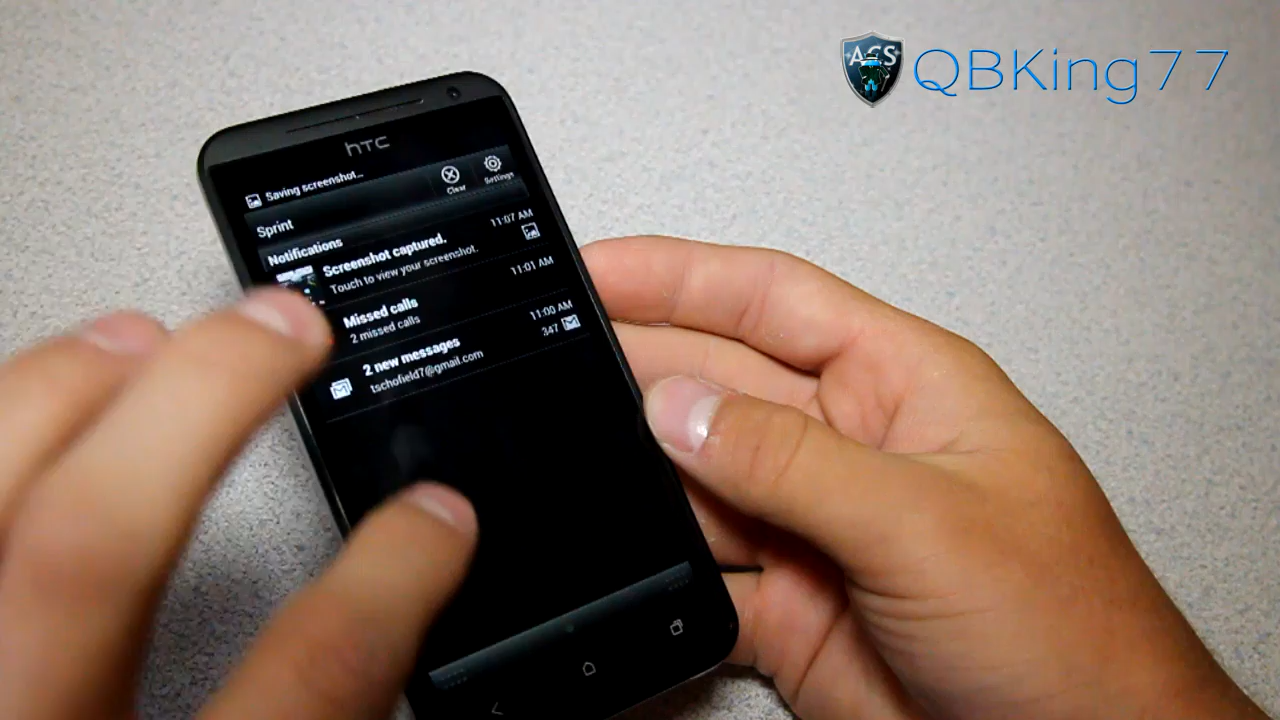 ACS
QBKing77
hTC
Saving screenshot...
Clear
Settings
Sprint
Notifications
11:07 AM
Screenshot captured.
Touch to view your screenshot.
11:01 AM
Missed calls
2 missed calls
11:00 AM
2 new messages
347
tschofield7@gmail.com